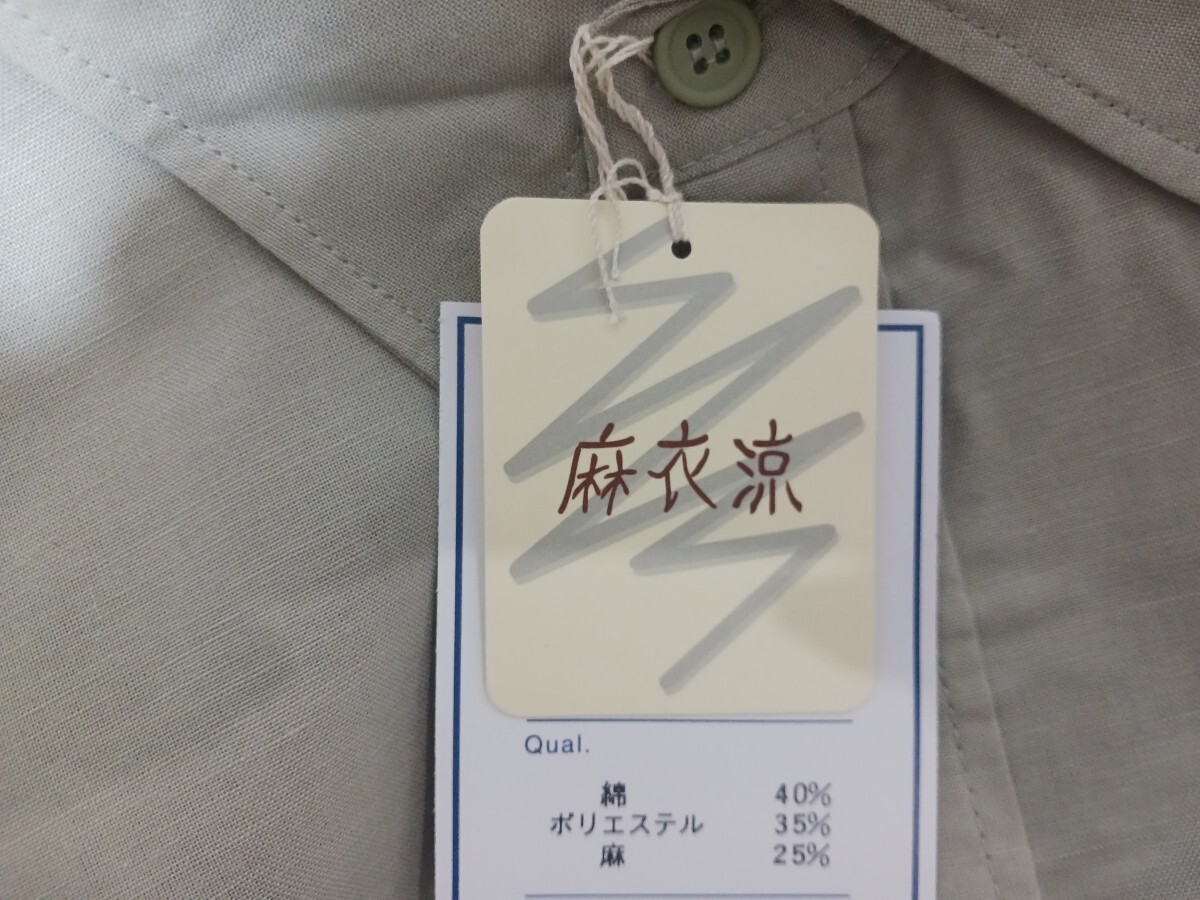 麻衣涼
Qual.
綿 40%
ポリエステル 35%
麻 25%